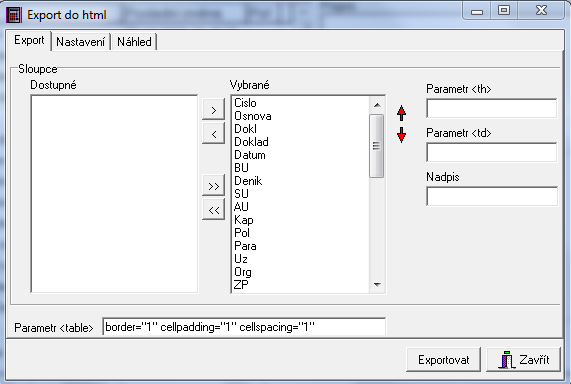 Export do html
Export Nastavení Náhled
Sloupce
Dostupné
Vybrané
>
<
>>
<<
Cislo
Osnova
Dokl
Doklad
Datum
BU
Denik
SU
AU
Kap
Pol
Para
Uz
Org
ZP
Parametr <th>
Parametr <td>
Nadpis
Parametr <table> border="1" cellpadding="1" cellspacing="1"
Exportovat Zavřít